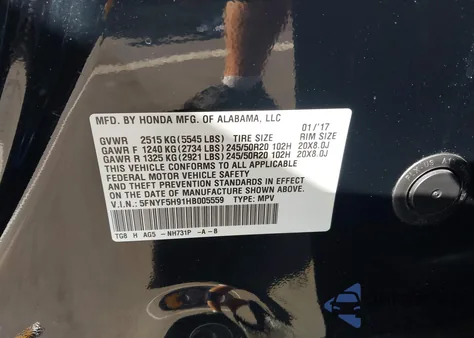 MFD. BY HONDA MFG. OF ALABAMA, LLC 01/'17
GVWR 2515 KG (5545 LBS) TIRE SIZE RIM SIZE
GAWR F 1240 KG (2734 LBS) 245/50R20 102H 20X8.0J
GAWR R 1325 KG (2921 LBS) 245/50R20 102H 20X8.0J
THIS VEHICLE CONFORMS TO ALL APPLICABLE
FEDERAL MOTOR VEHICLE SAFETY
AND THEFT PREVENTION STANDARDS IN EFFECT ON THE
DATE OF MANUFACTURE SHOWN ABOVE.
V.I.N.: 5FNYF5H91HB005559 TYPE: MPV
TG8 H AG5 -NH731P -A-B